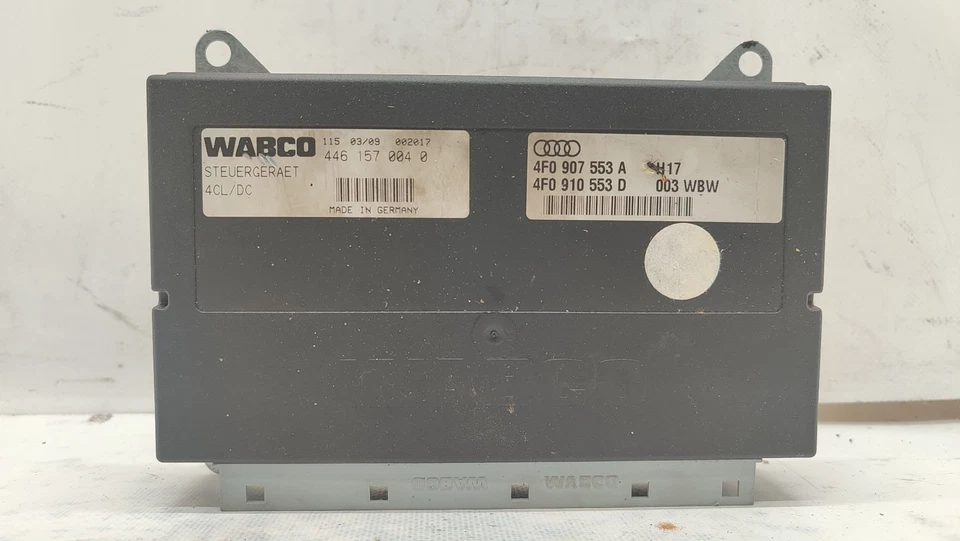 WABCO 115 03/09 002017
446 157 004 0
STEUERGERAET
4CL/DC
MADE IN GERMANY
4F0 907 553 A H17
4F0 910 553 D 003 WBW
WABCO WABCO